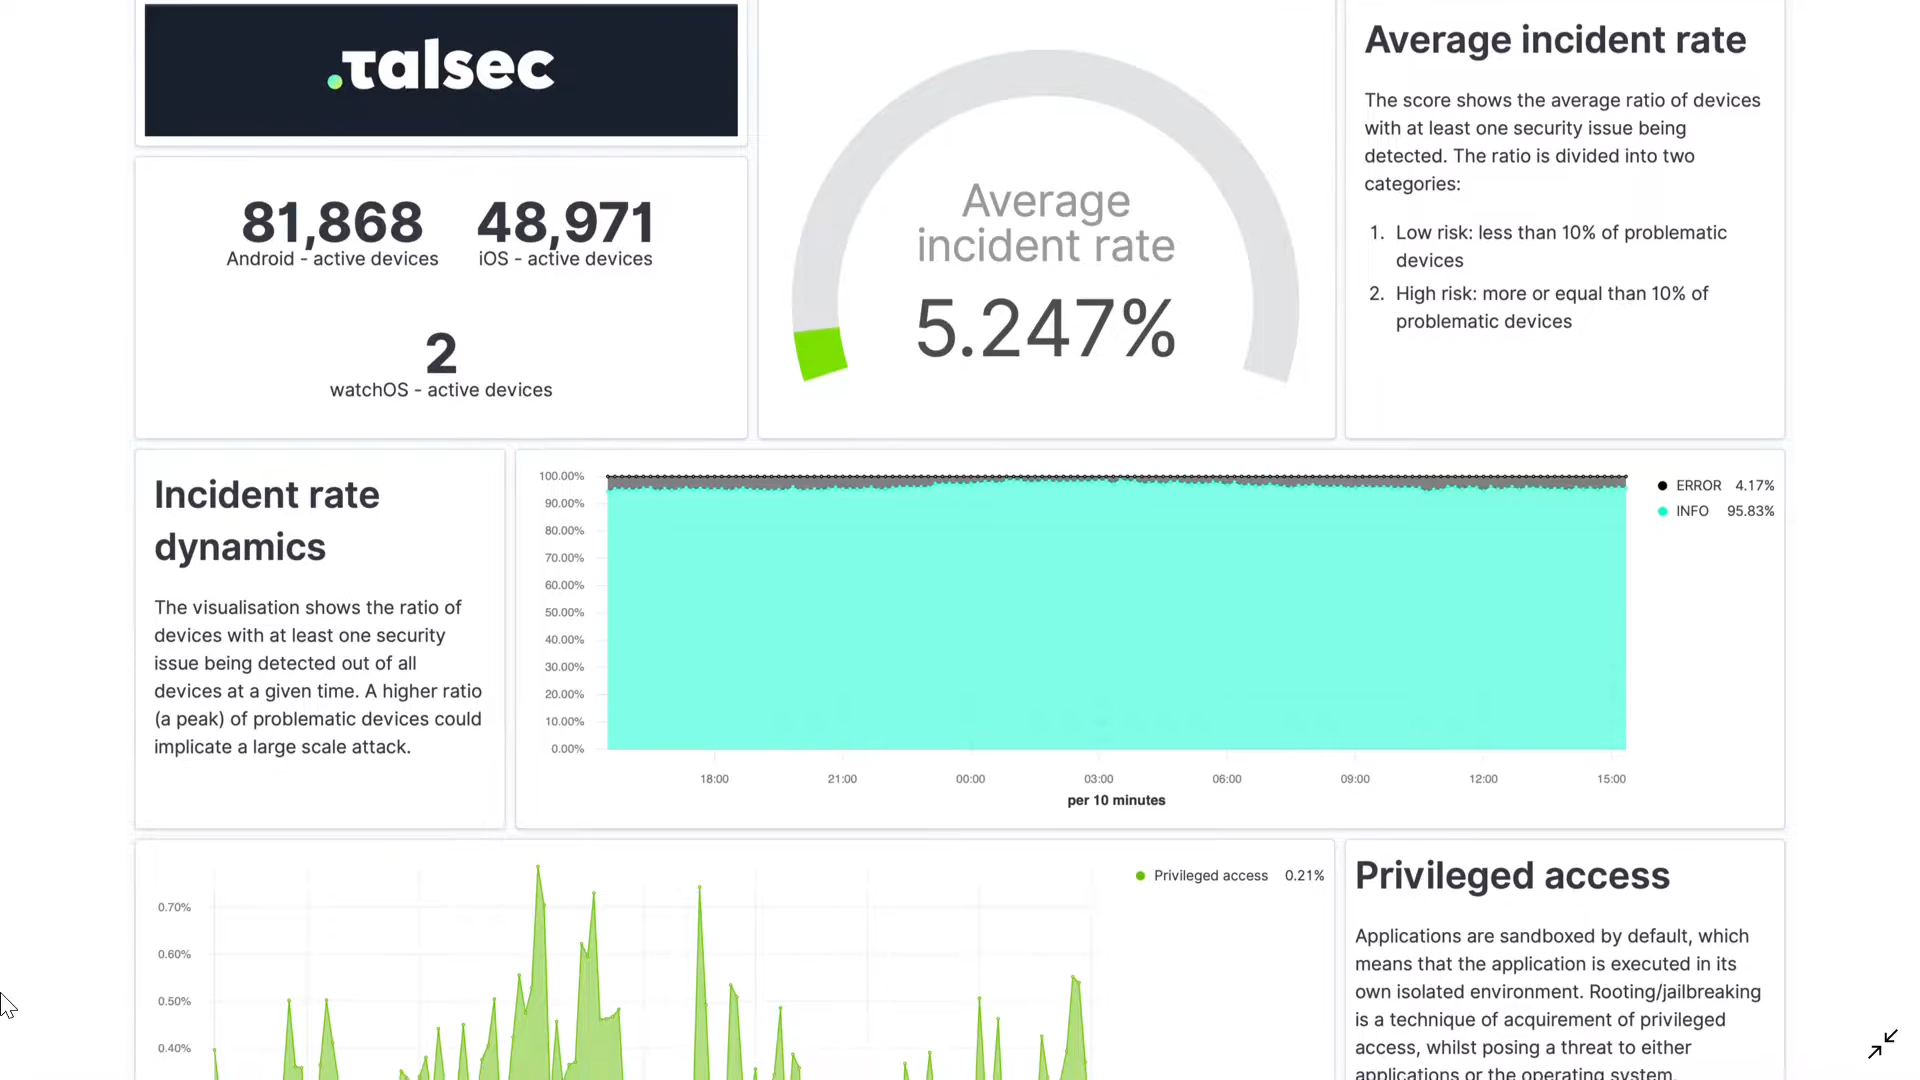 .talsec
81,868
Android - active devices
48,971
iOS - active devices
2
watchOS - active devices
Average
incident rate
5.247%
Average incident rate
The score shows the average ratio of devices
with at least one security issue being
detected. The ratio is divided into two
categories:
1. Low risk: less than 10% of problematic
devices
2. High risk: more or equal than 10% of
problematic devices
Incident rate
dynamics
The visualisation shows the ratio of
devices with at least one security
issue being detected out of all
devices at a given time. A higher ratio
(a peak) of problematic devices could
implicate a large scale attack.
100.00%
90.00%
80.00%
70.00%
60.00%
50.00%
40.00%
30.00%
20.00%
10.00%
0.00%
18:00 21:00 00:00 03:00 06:00 09:00 12:00 15:00
per 10 minutes
ERROR 4.17%
INFO 95.83%
0.70%
0.60%
0.50%
0.40%
Privileged access 0.21%
Privileged access
Applications are sandboxed by default, which
means that the application is executed in its
own isolated environment. Rooting/jailbreaking
is a technique of acquirement of privileged
access, whilst posing a threat to either
applications or the operating system.